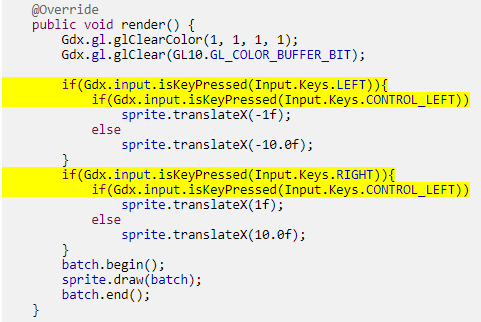 @Override
public void render() {
Gdx.gl.glClearColor(1, 1, 1, 1);
Gdx.gl.glClear(GL10.GL_COLOR_BUFFER_BIT);
if(Gdx.input.isKeyPressed(Input.Keys.LEFT)){
if(Gdx.input.isKeyPressed(Input.Keys.CONTROL_LEFT))
sprite.translateX(-1f);
else
sprite.translateX(-10.0f);
}
if(Gdx.input.isKeyPressed(Input.Keys.RIGHT)){
if(Gdx.input.isKeyPressed(Input.Keys.CONTROL_LEFT))
sprite.translateX(1f);
else
sprite.translateX(10.0f);
}
batch.begin();
sprite.draw(batch);
batch.end();
}